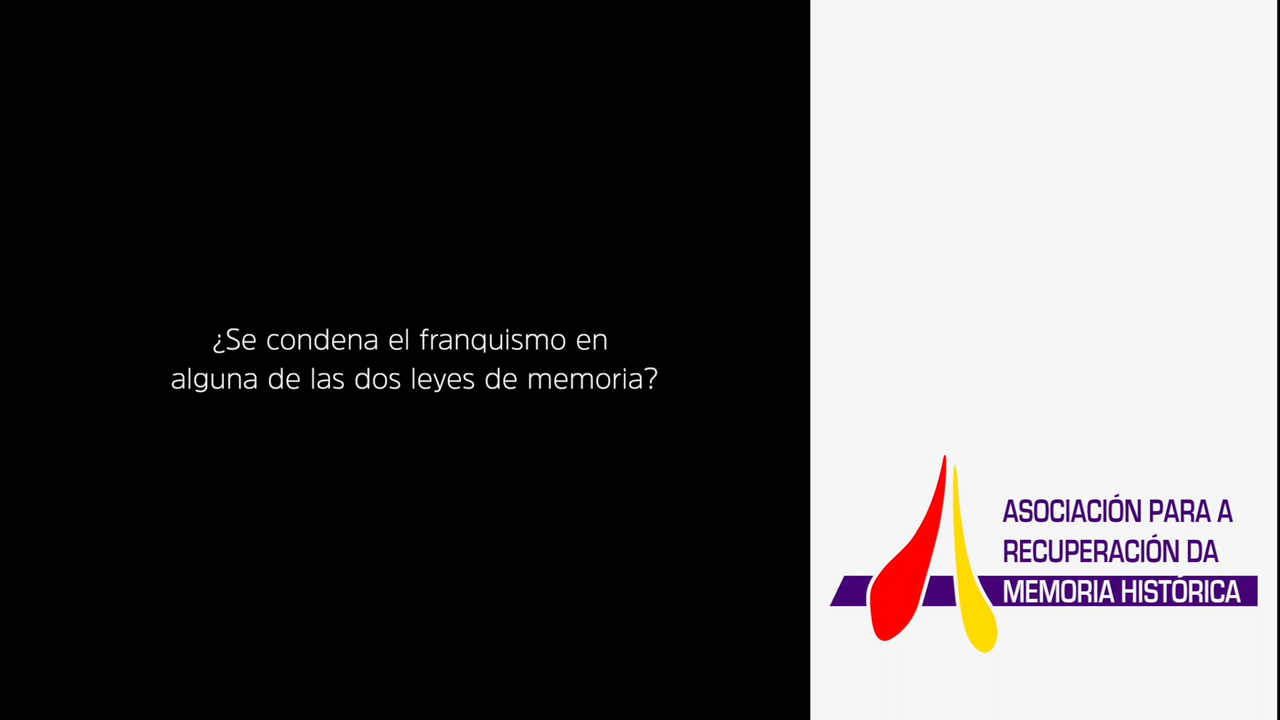 ¿Se condena el franquismo en
alguna de las dos leyes de memoria?
ASOCIACIÓN PARA A
RECUPERACIÓN DA
MEMORIA HISTÓRICA